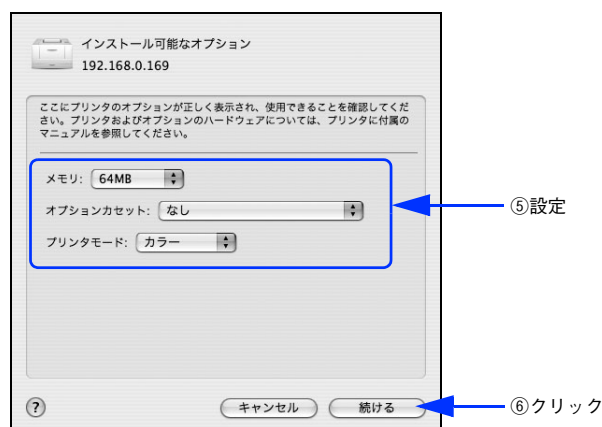 インストール可能なオプション
192.168.0.169
ここにプリンタのオプションが正しく表示され、使用できることを確認してくだ
さい。プリンタおよびオプションのハードウェアについては、プリンタに付属の
マニュアルを参照してください。
メモリ: 64MB
オプションカセット: なし
⑤設定
プリンタモード: カラー
? キャンセル 続ける
⑥クリック